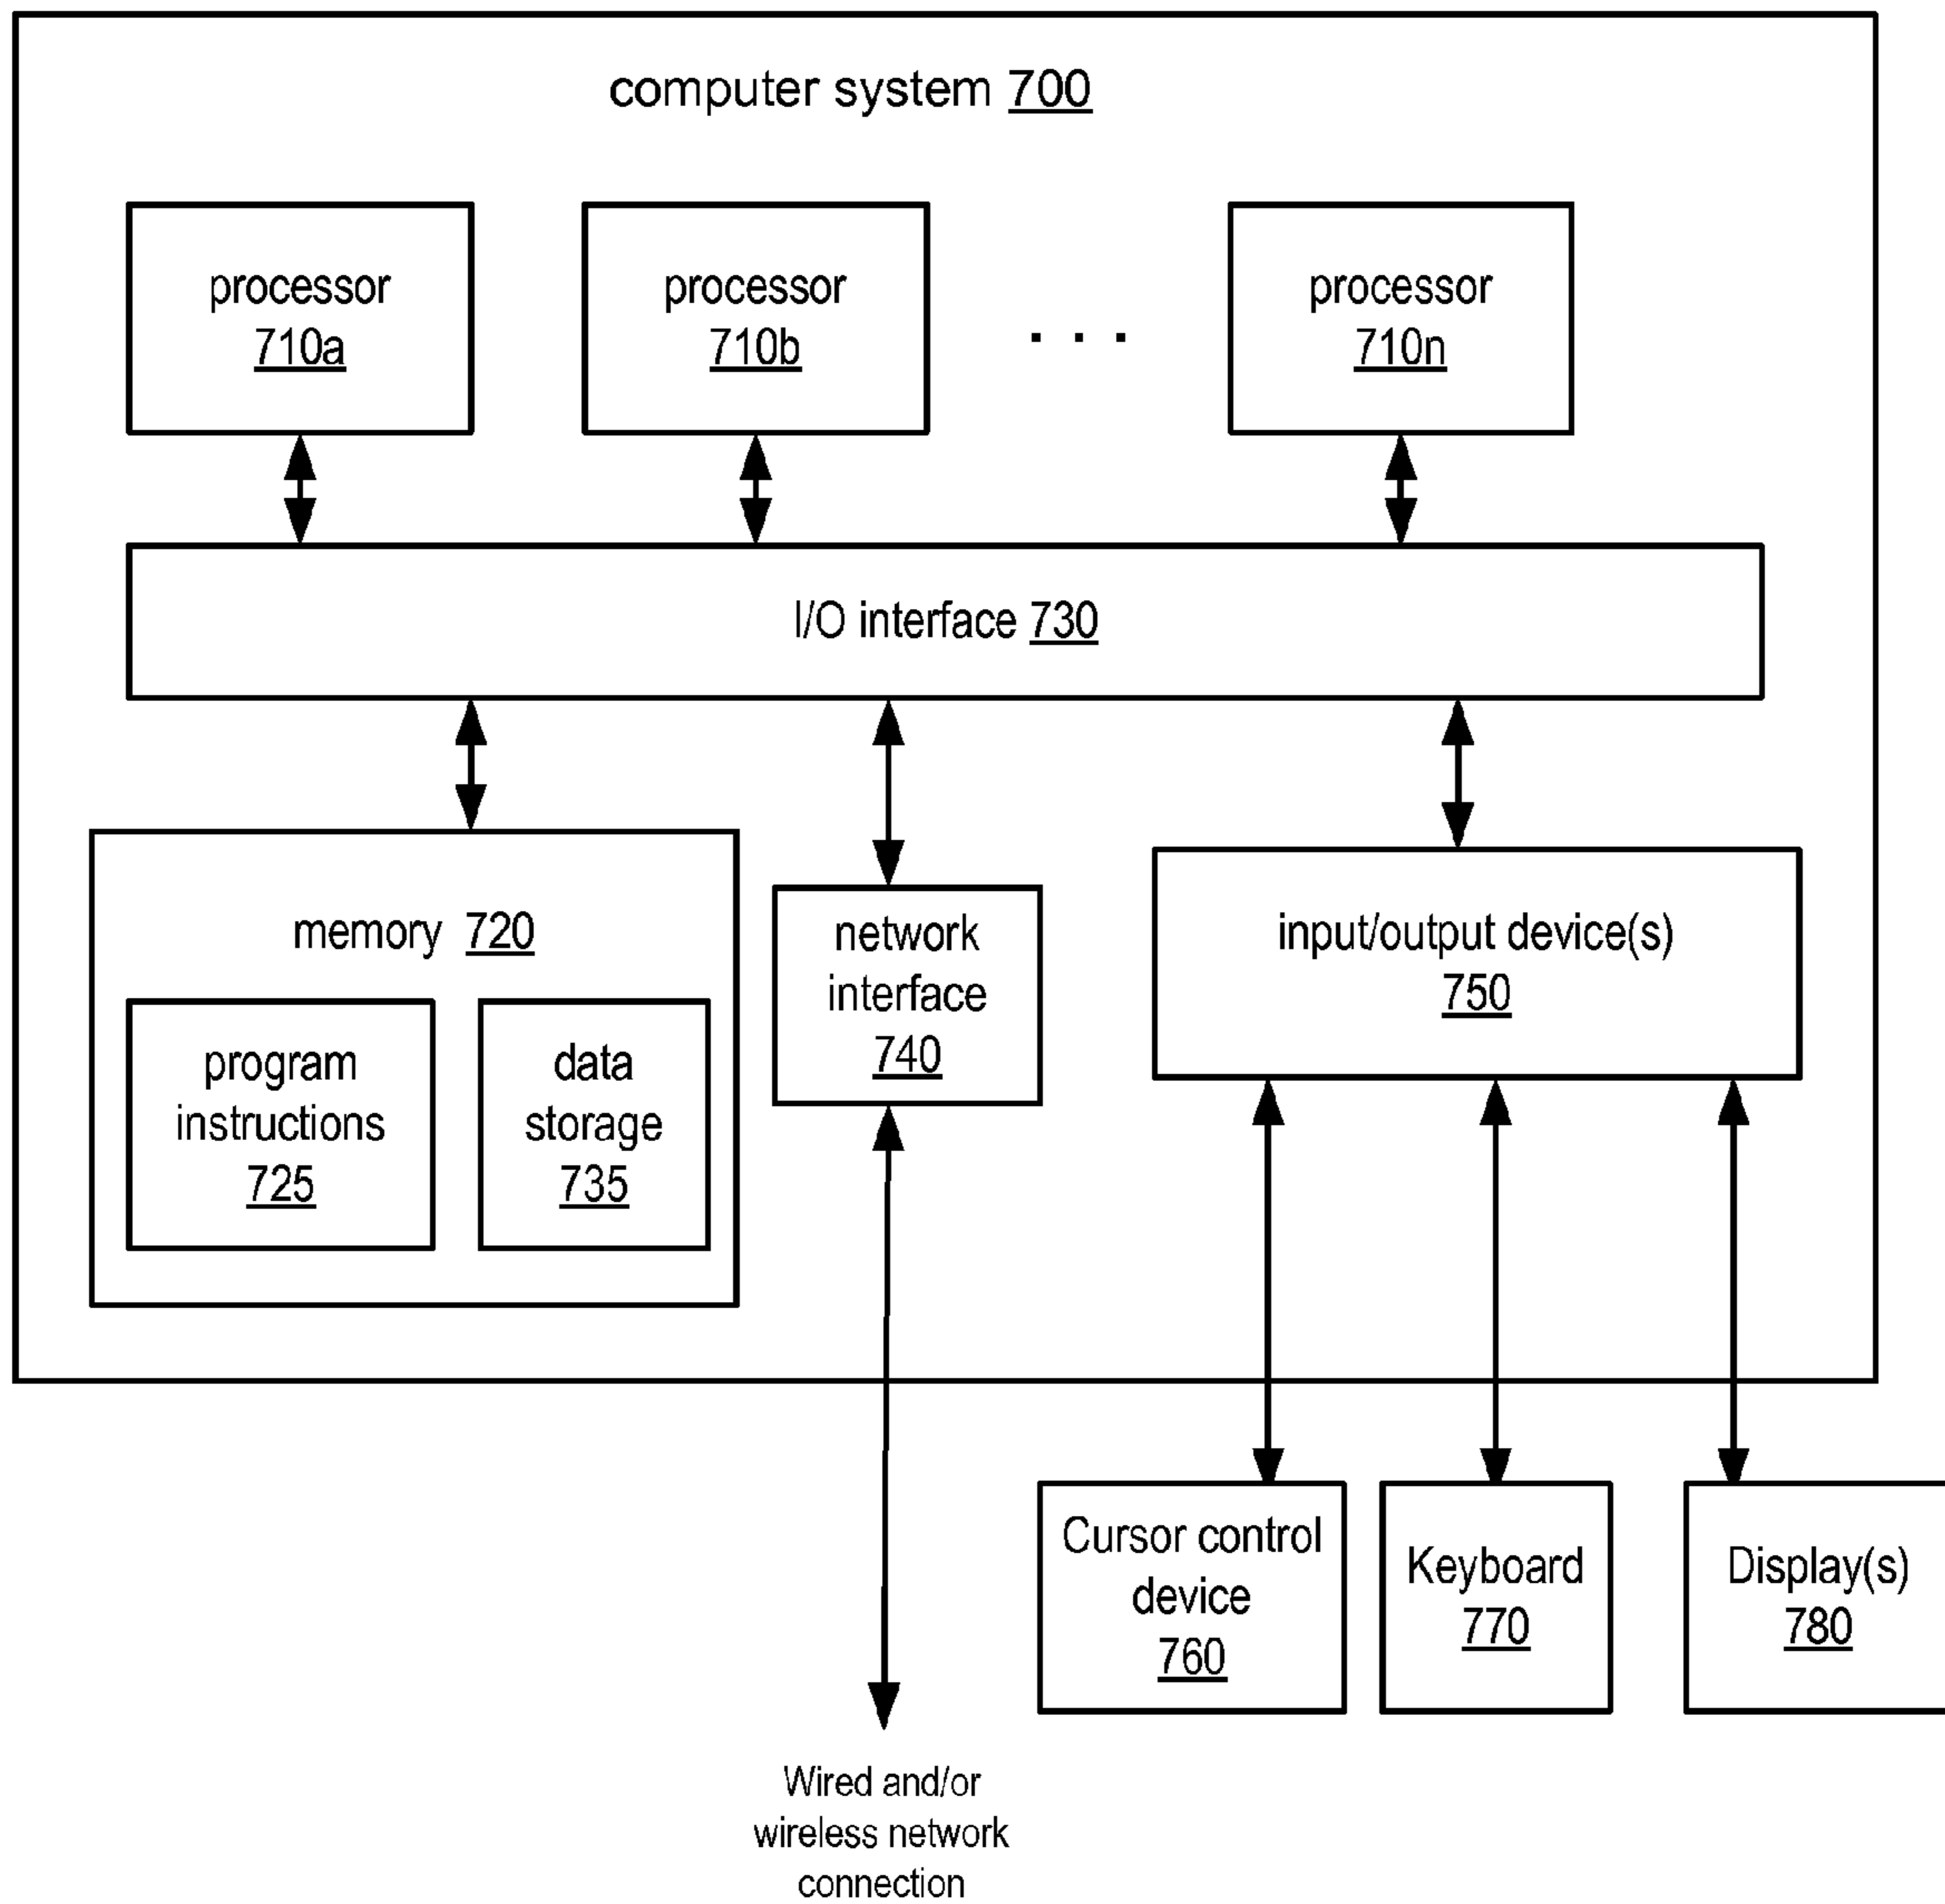 computer system 700
processor
710a
processor
710b
. . .
processor
710n
I/O interface 730
memory 720
program
instructions
725
data
storage
735
network
interface
740
input/output device(s)
750
Cursor control
device
760
Keyboard
770
Display(s)
780
Wired and/or
wireless network
connection